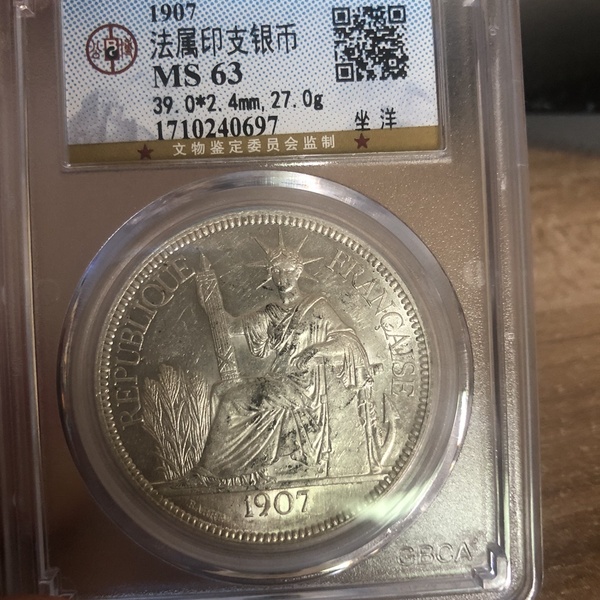 1907
法属印支银币
MS 63
39.0*2.4mm, 27.0g
1710240697
坐洋
文物鉴定委员会监制
REPUBLIQUE FRANÇAISE
1907
GBCA